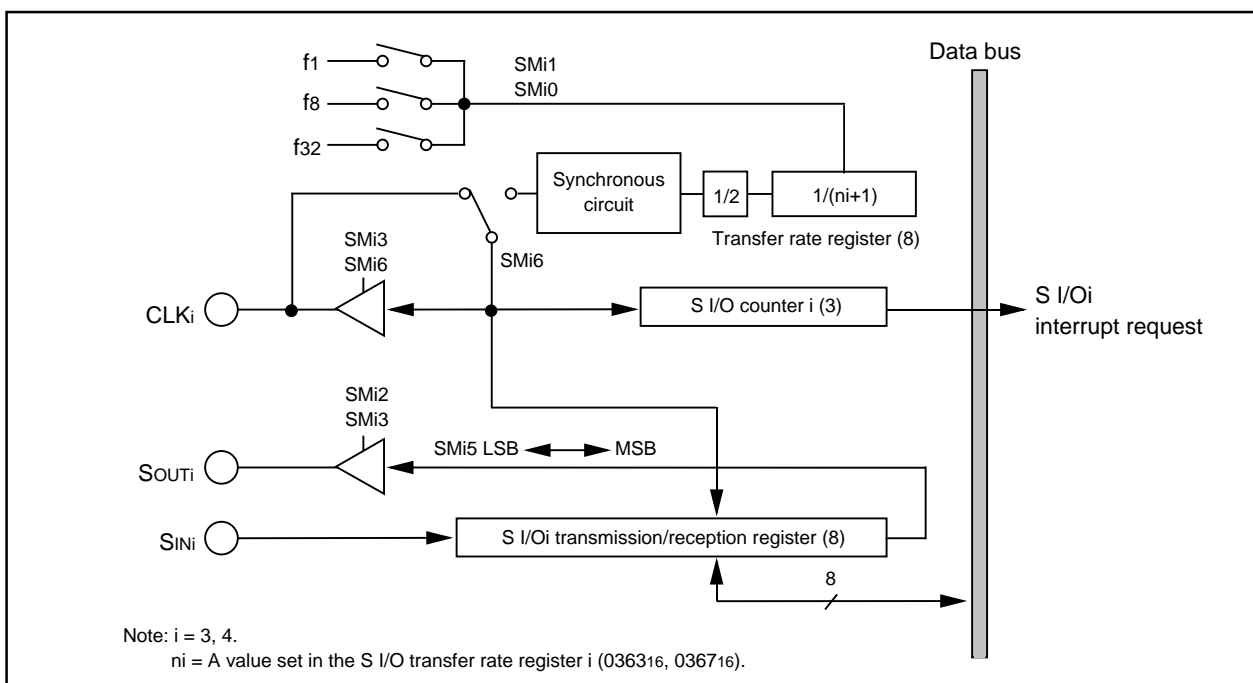 Data bus
f1
SMi1
SMi0
f8
f32
Synchronous
circuit
1/2
1/(ni+1)
Transfer rate register (8)
SMi3
SMi6
SMi6
CLKi
S I/O counter i (3)
S I/Oi
interrupt request
SMi2
SMi3
SMi5 LSB
MSB
SOUTi
SINi
S I/Oi transmission/reception register (8)
8
Note: i = 3, 4.
ni = A value set in the S I/O transfer rate register i (036316, 036716).